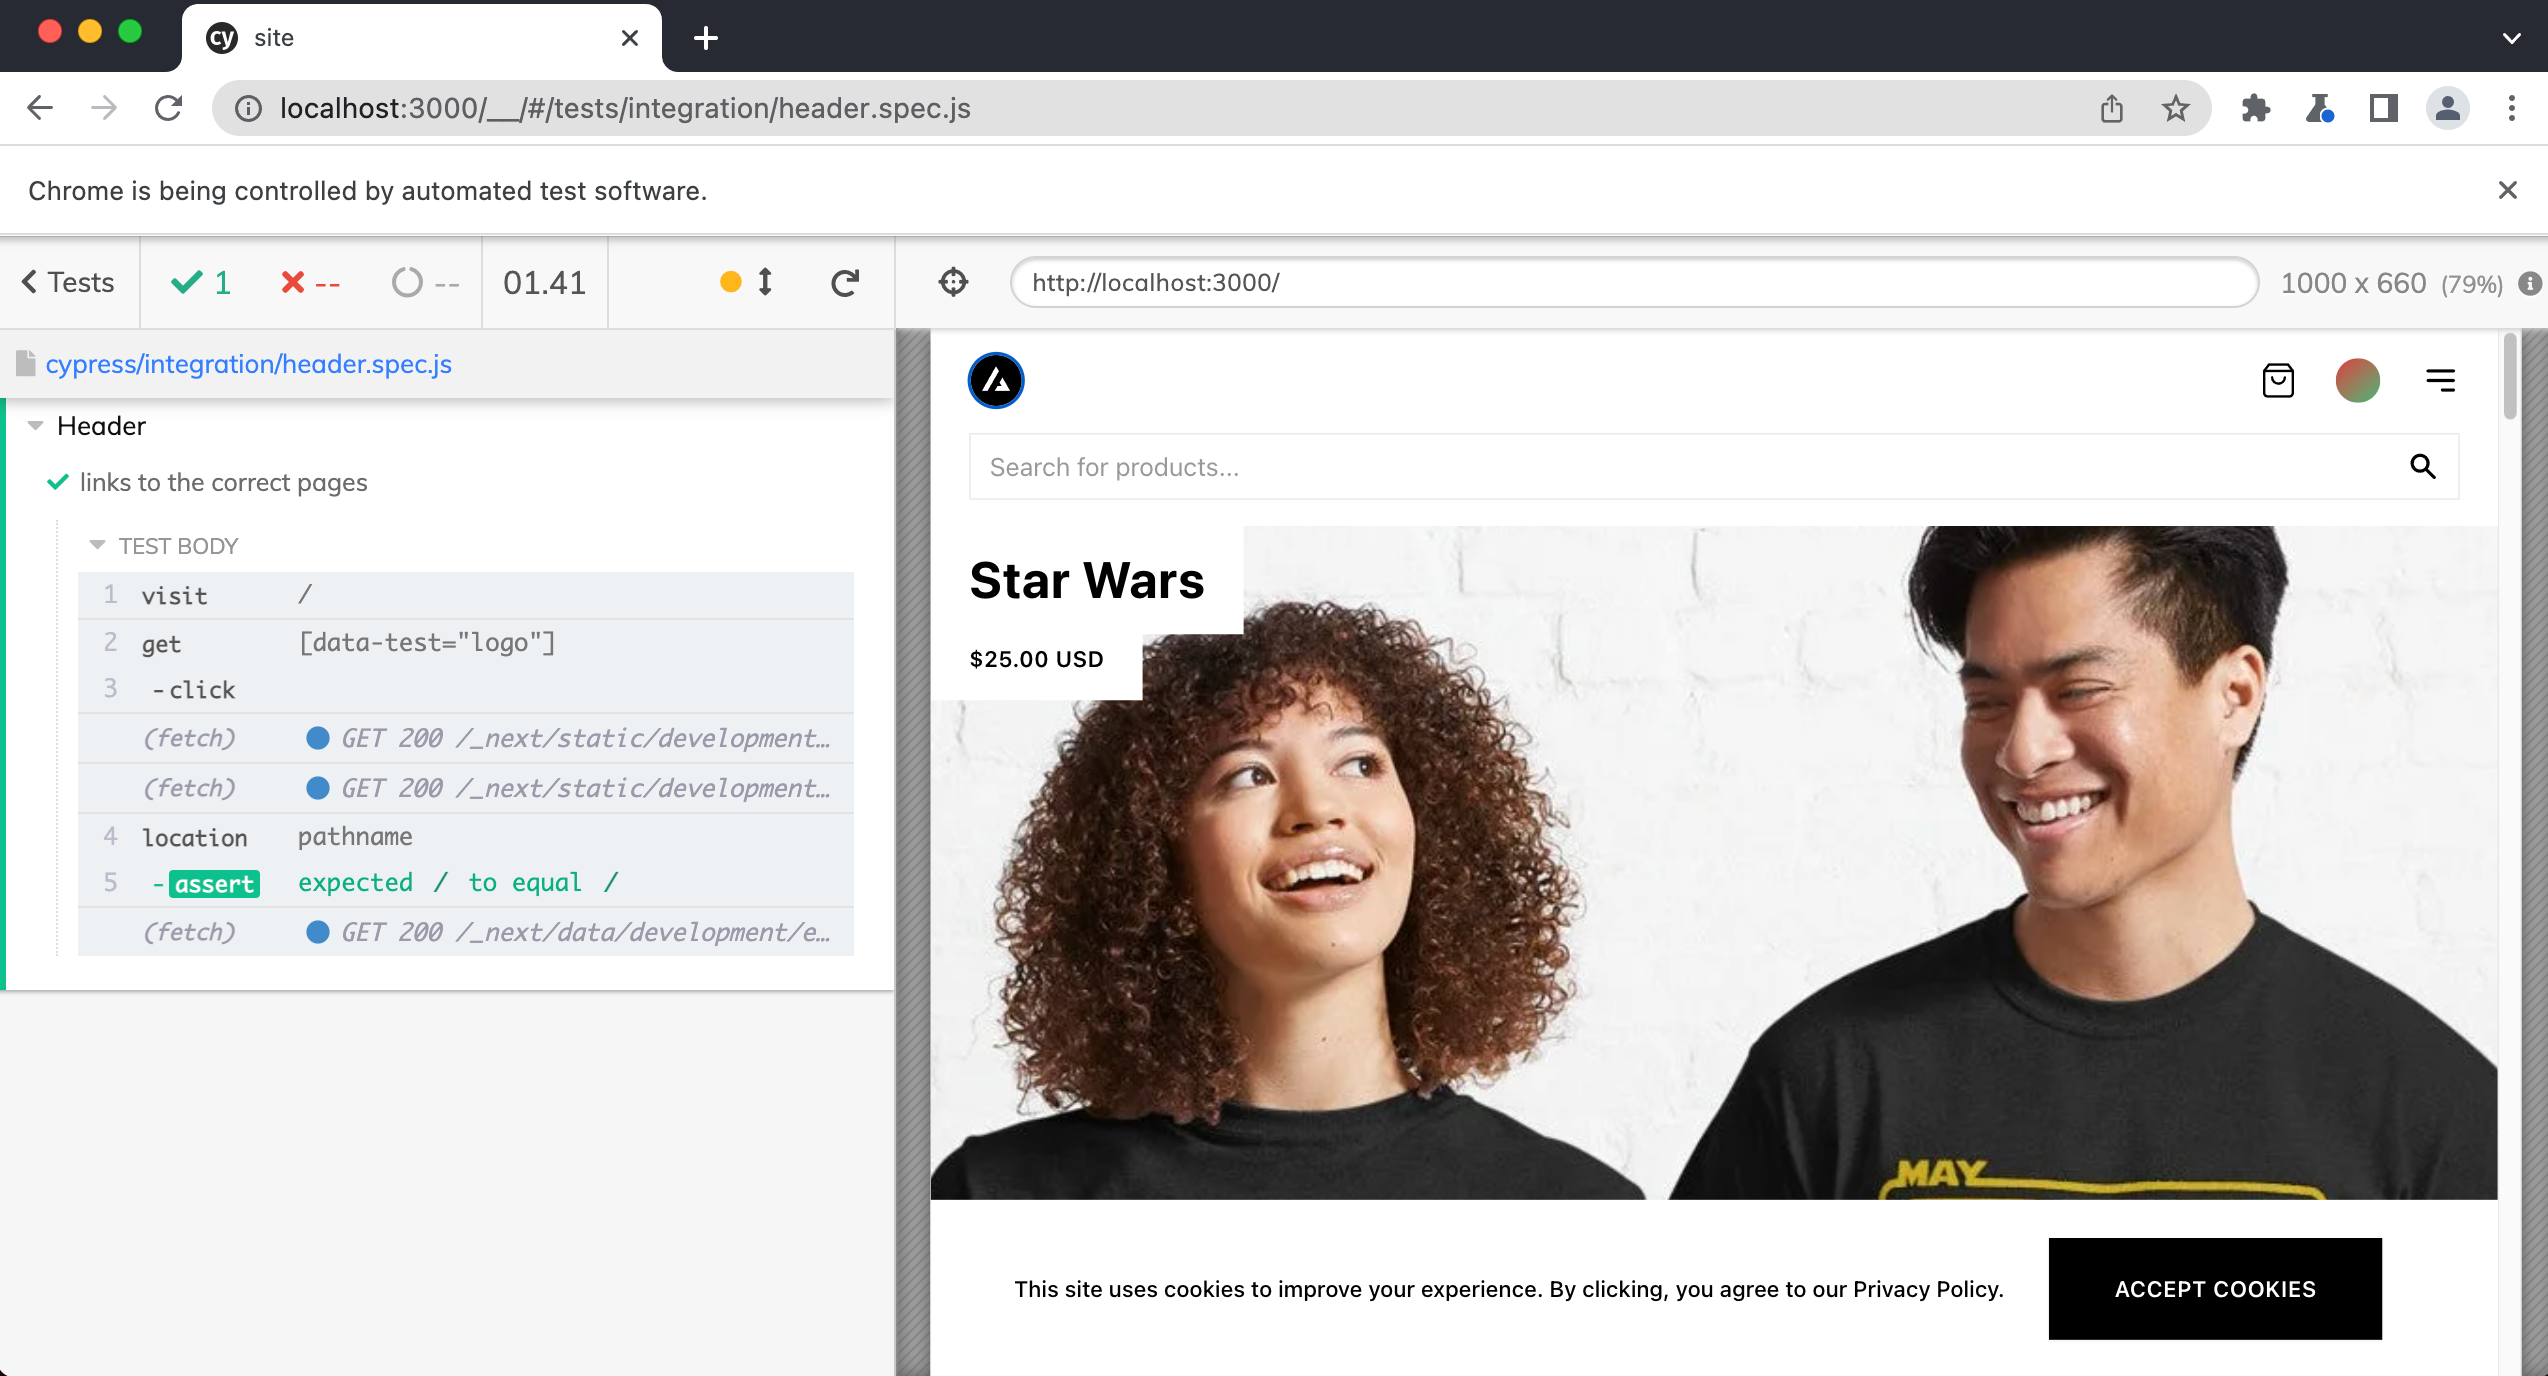 cy site
localhost:3000/__/#/tests/integration/header.spec.js
Chrome is being controlled by automated test software.
Tests 1 -- -- 01.41
http://localhost:3000/ 1000 x 660 (79%)
cypress/integration/header.spec.js
Header
links to the correct pages
TEST BODY
1 visit /
2 get [data-test="logo"]
3 -click
(fetch) GET 200 /_next/static/development…
(fetch) GET 200 /_next/static/development…
4 location pathname
5 -assert expected / to equal /
(fetch) GET 200 /_next/data/development/e…
Search for products...
Star Wars
$25.00 USD
MAY
This site uses cookies to improve your experience. By clicking, you agree to our Privacy Policy.
ACCEPT COOKIES